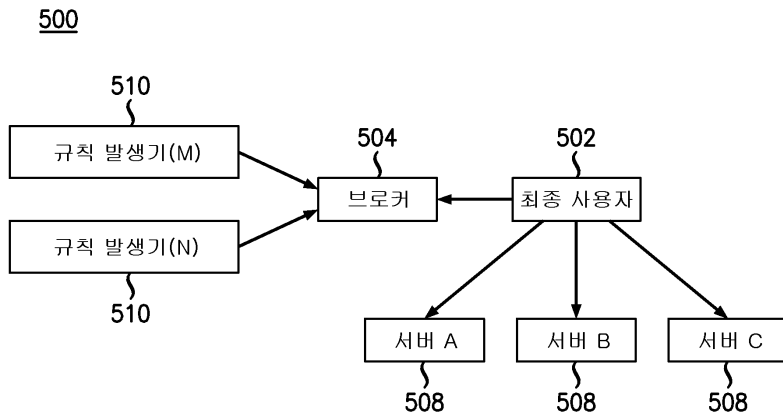 500
510
규칙 발생기(M)
504
브로커
502
최종 사용자
규칙 발생기(N)
510
서버 A
서버 B
서버 C
508
508
508